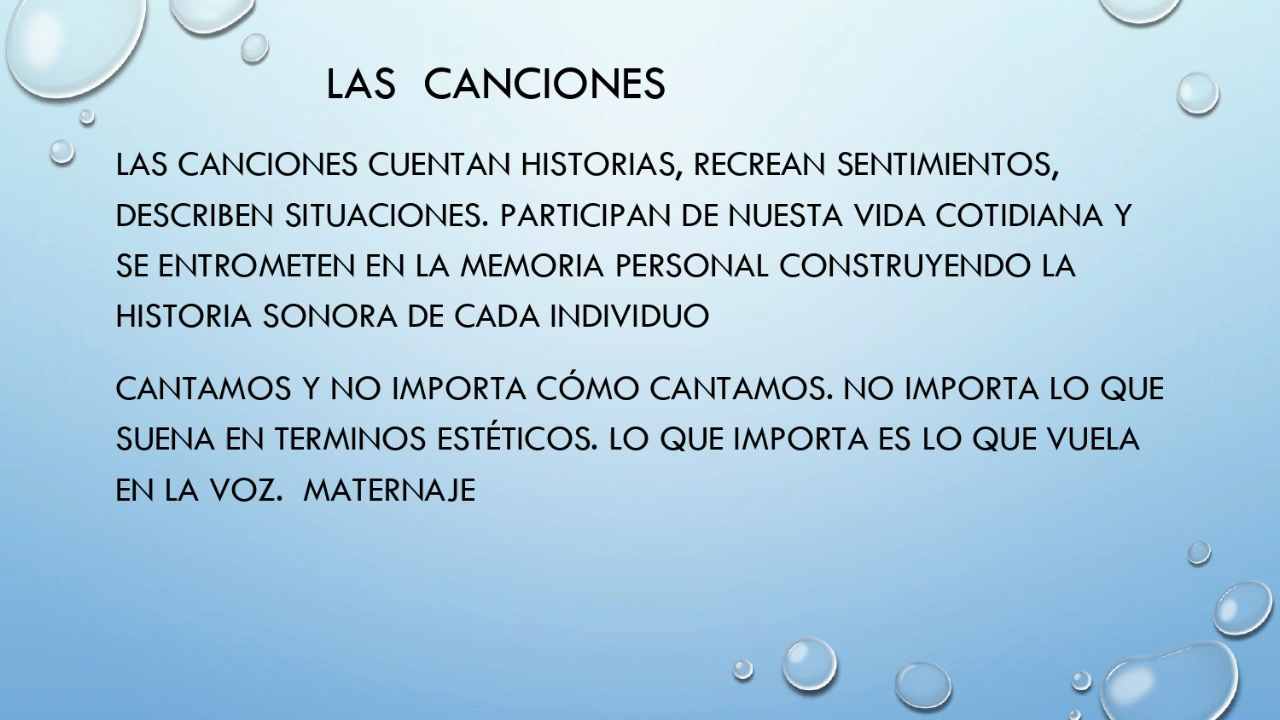 LAS  CANCIONES
LAS CANCIONES CUENTAN HISTORIAS, RECREAN SENTIMIENTOS,
DESCRIBEN SITUACIONES. PARTICIPAN DE NUESTA VIDA COTIDIANA Y
SE ENTROMETEN EN LA MEMORIA PERSONAL CONSTRUYENDO LA
HISTORIA SONORA DE CADA INDIVIDUO
CANTAMOS Y NO IMPORTA CÓMO CANTAMOS. NO IMPORTA LO QUE
SUENA EN TERMINOS ESTÉTICOS. LO QUE IMPORTA ES LO QUE VUELA
EN LA VOZ.  MATERNAJE